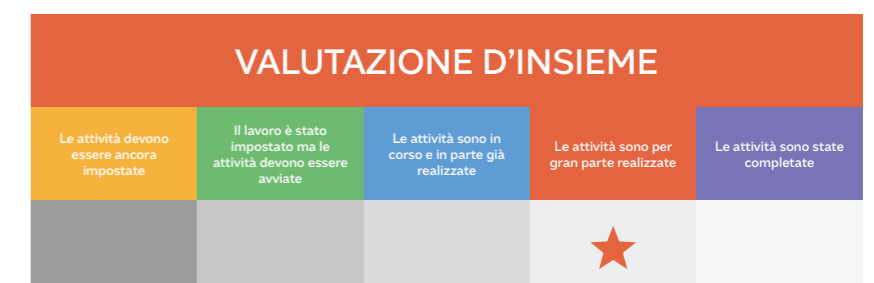 VALUTAZIONE D'INSIEME
Le attività devono
essere ancora
impostate
Il lavoro è stato
impostato ma le
attività devono essere
avviate
Le attività sono in
corso e in parte già
realizzate
Le attività sono per
gran parte realizzate
Le attività sono state
completate